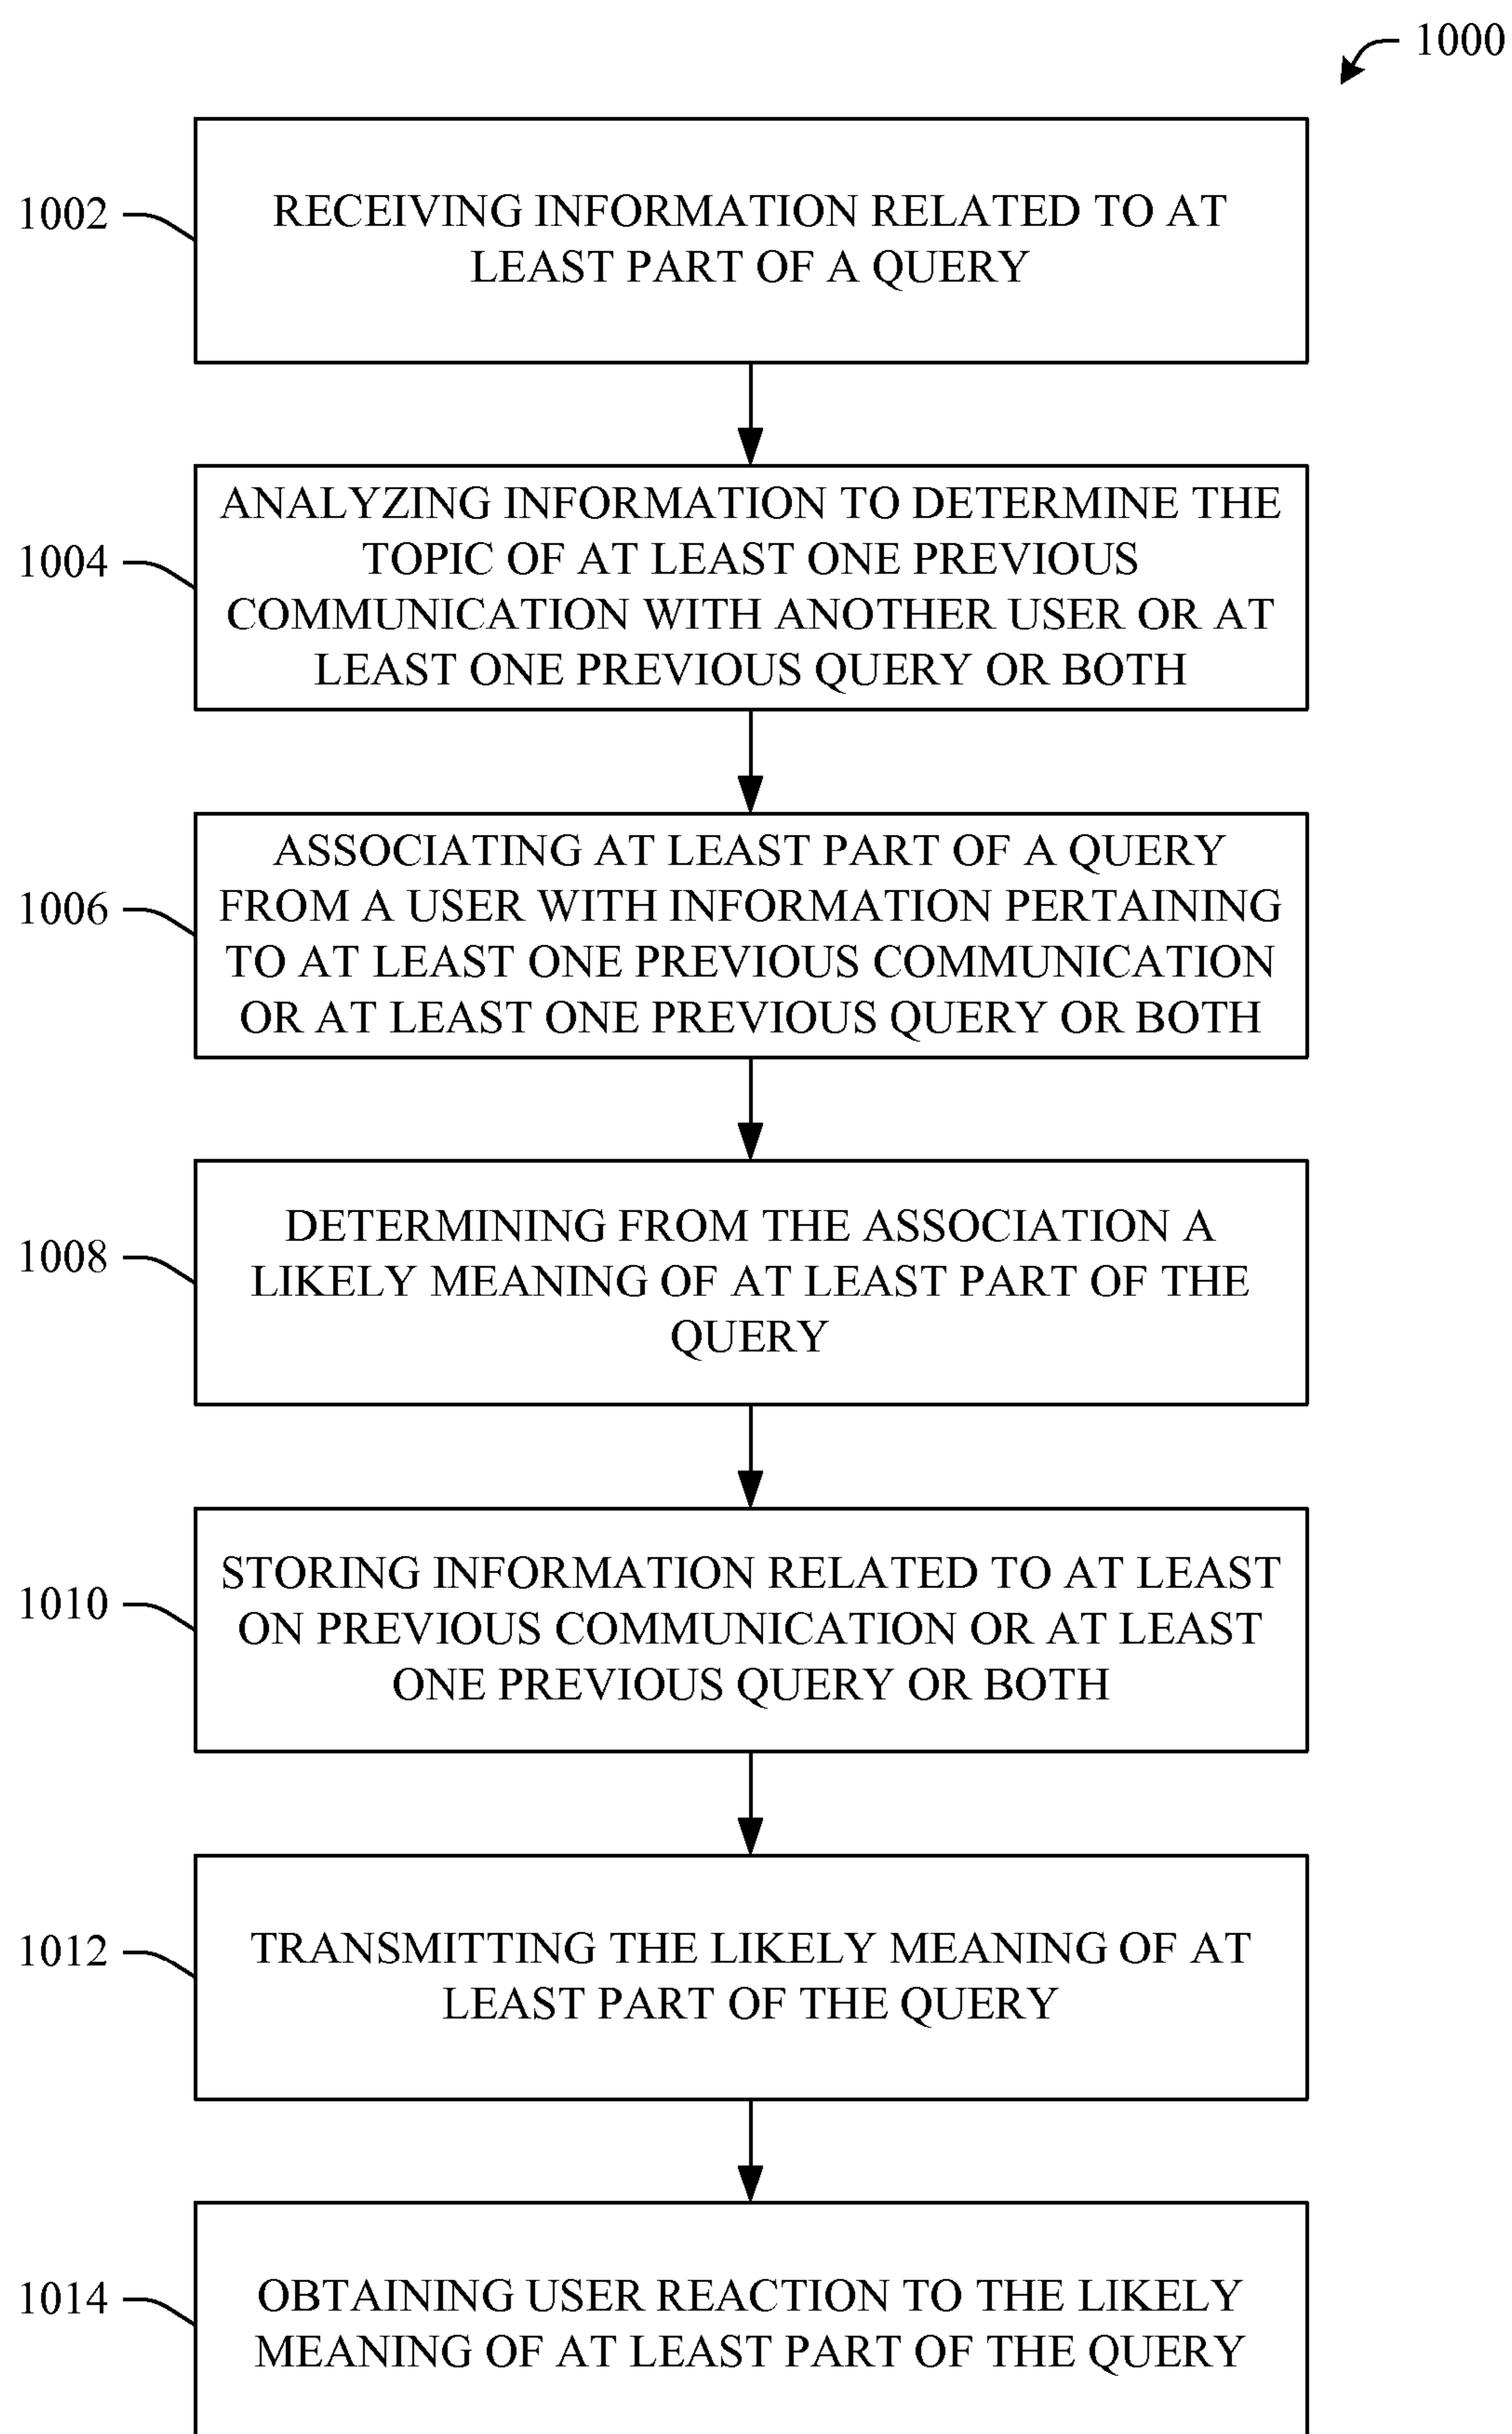 1000
1002
RECEIVING INFORMATION RELATED TO AT
LEAST PART OF A QUERY
1004
ANALYZING INFORMATION TO DETERMINE THE
TOPIC OF AT LEAST ONE PREVIOUS
COMMUNICATION WITH ANOTHER USER OR AT
LEAST ONE PREVIOUS QUERY OR BOTH
1006
ASSOCIATING AT LEAST PART OF A QUERY
FROM A USER WITH INFORMATION PERTAINING
TO AT LEAST ONE PREVIOUS COMMUNICATION
OR AT LEAST ONE PREVIOUS QUERY OR BOTH
1008
DETERMINING FROM THE ASSOCIATION A
LIKELY MEANING OF AT LEAST PART OF THE
QUERY
1010
STORING INFORMATION RELATED TO AT LEAST
ON PREVIOUS COMMUNICATION OR AT LEAST
ONE PREVIOUS QUERY OR BOTH
1012
TRANSMITTING THE LIKELY MEANING OF AT
LEAST PART OF THE QUERY
1014
OBTAINING USER REACTION TO THE LIKELY
MEANING OF AT LEAST PART OF THE QUERY